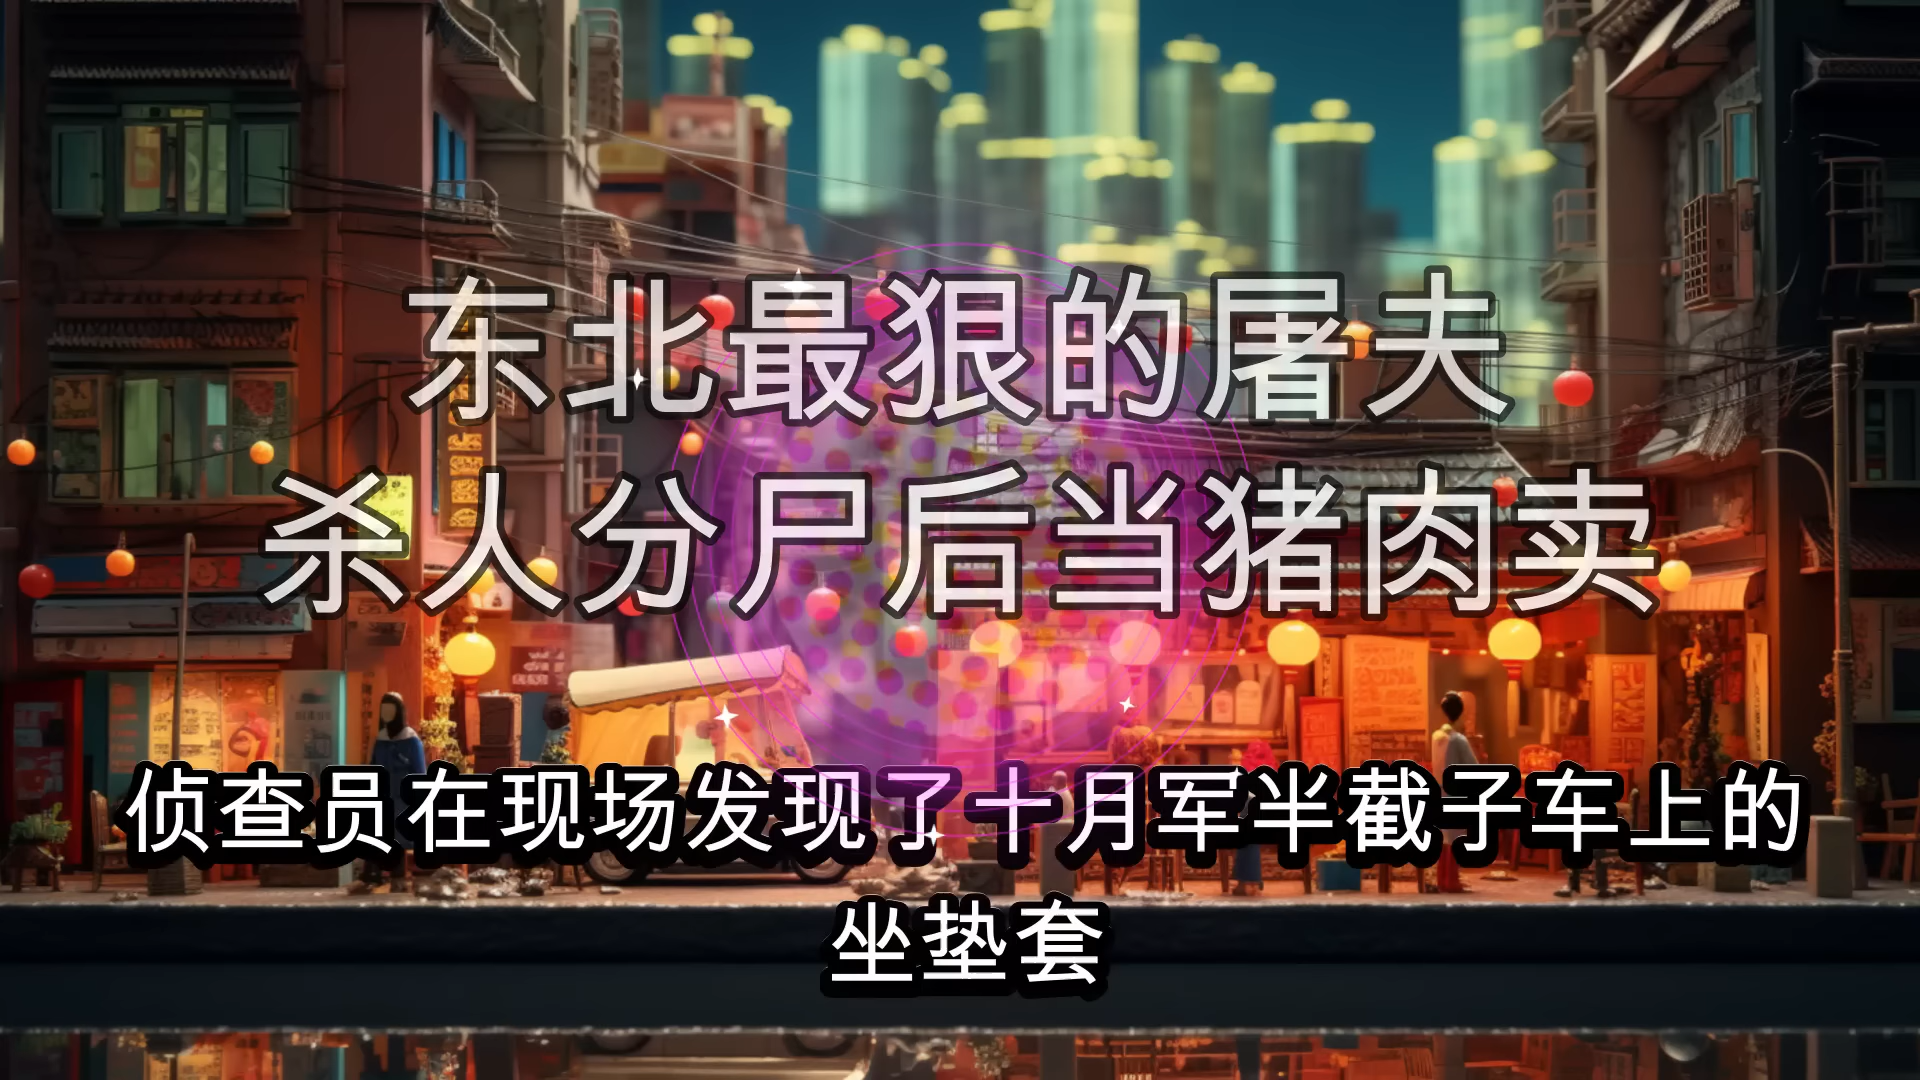 东北最狠的屠夫
杀人分尸后当猪肉卖
侦查员在现场发现了十月军半截子车上的
坐垫套